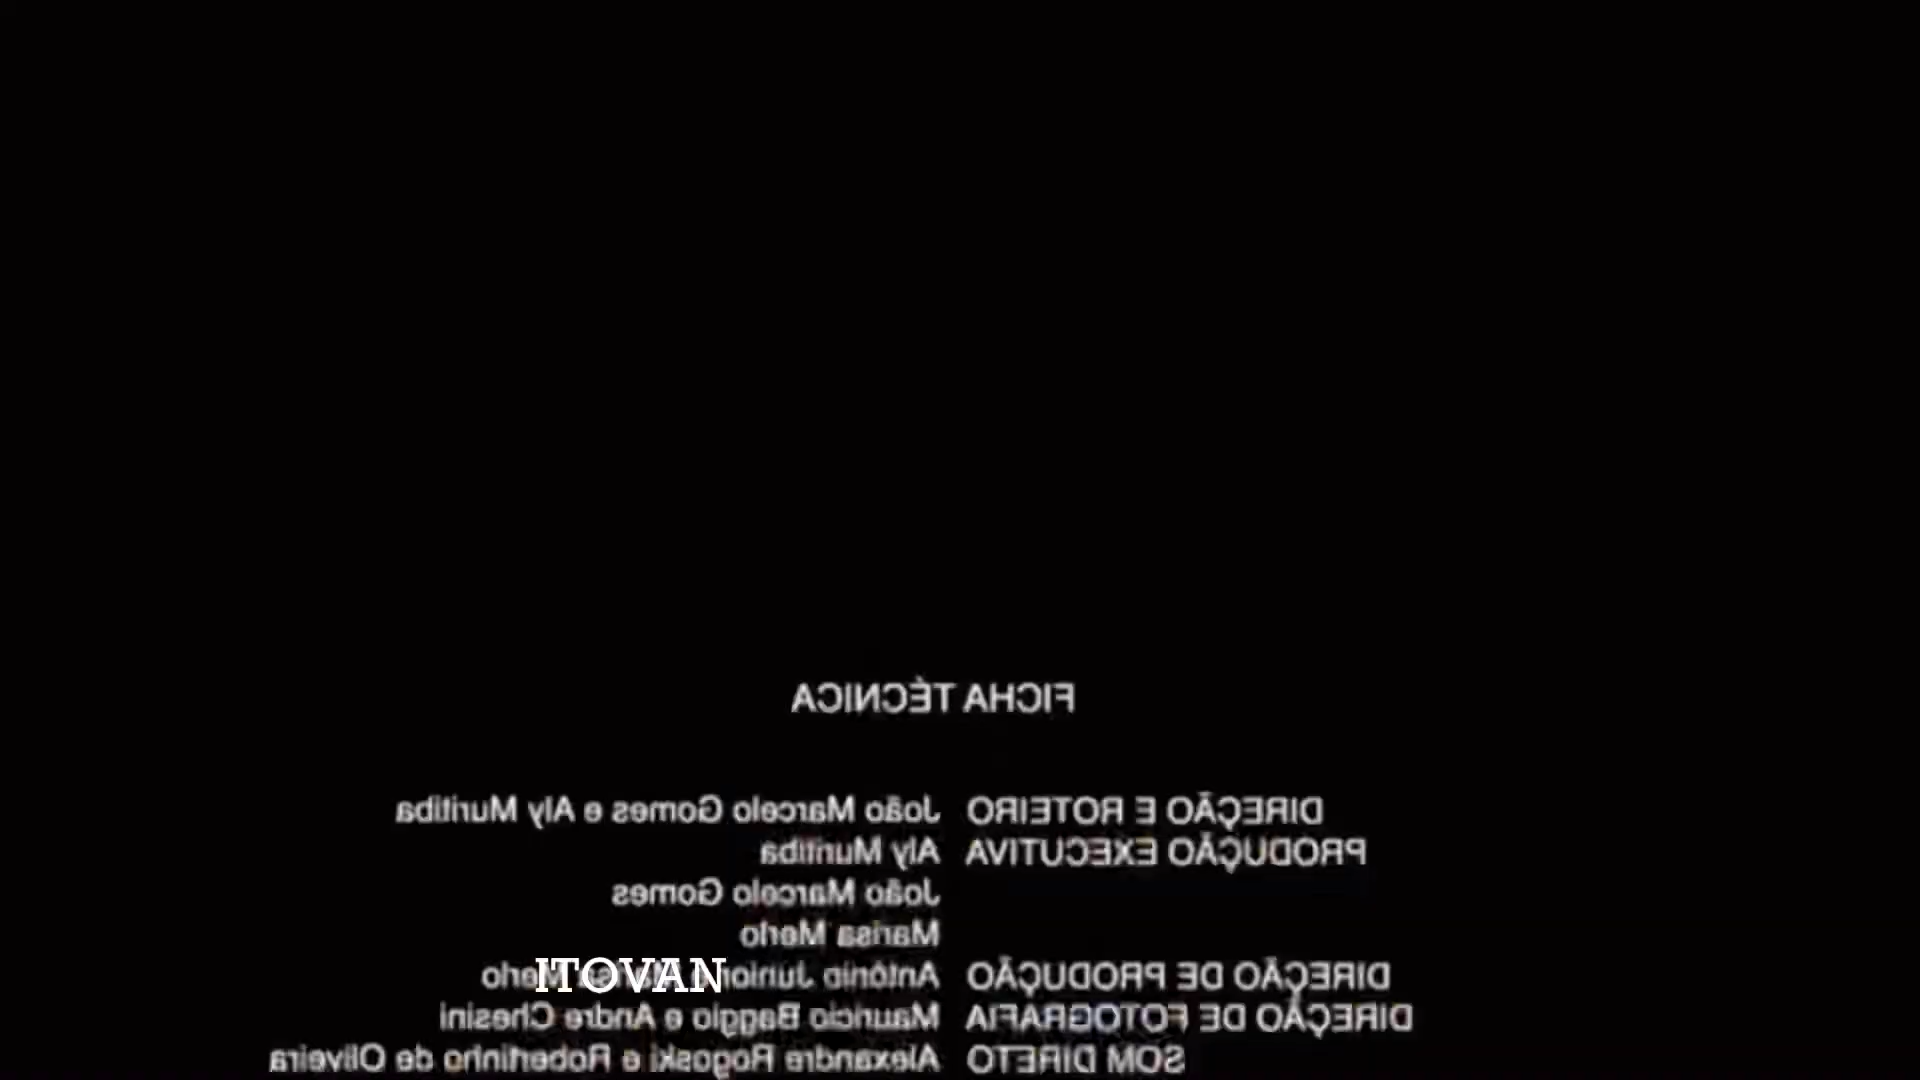 FICHA TÉCNICA
DIREÇÃO E ROTEIRO João Marcelo Gomes e Aly Muritiba
PRODUÇÃO EXECUTIVA Aly Muritiba
João Marcelo Gomes
Marisa Merlo
DIREÇÃO DE PRODUÇÃO Antônio Junior e Marisa Merlo
ITOVAN
DIREÇÃO DE FOTOGRAFIA Mauricio Baggio e Andre Chesini
SOM DIRETO Alexandre Rogoski e Robertinho de Oliveira